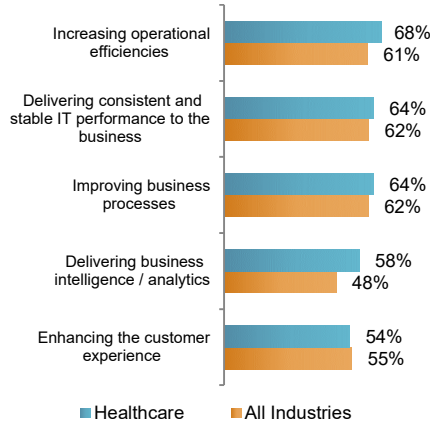 Increasing operational
efficiencies
68%
61%
Delivering consistent and
stable IT performance to the
business
64%
62%
Improving business
processes
64%
62%
Delivering business
intelligence / analytics
58%
48%
Enhancing the customer
experience
54%
55%
Healthcare
All Industries